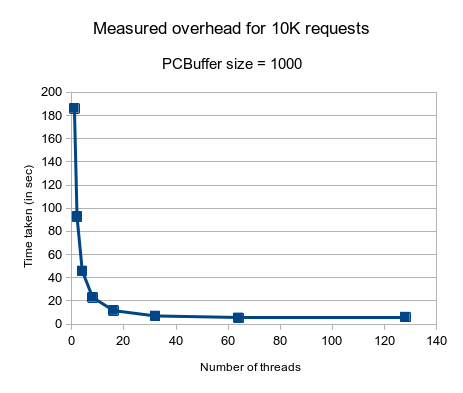 Measured overhead for 10K requests
PCBuffer size = 1000
200
180
160
140
120
100
80
60
40
20
0
Time taken (in sec)
0 20 40 60 80 100 120 140
Number of threads